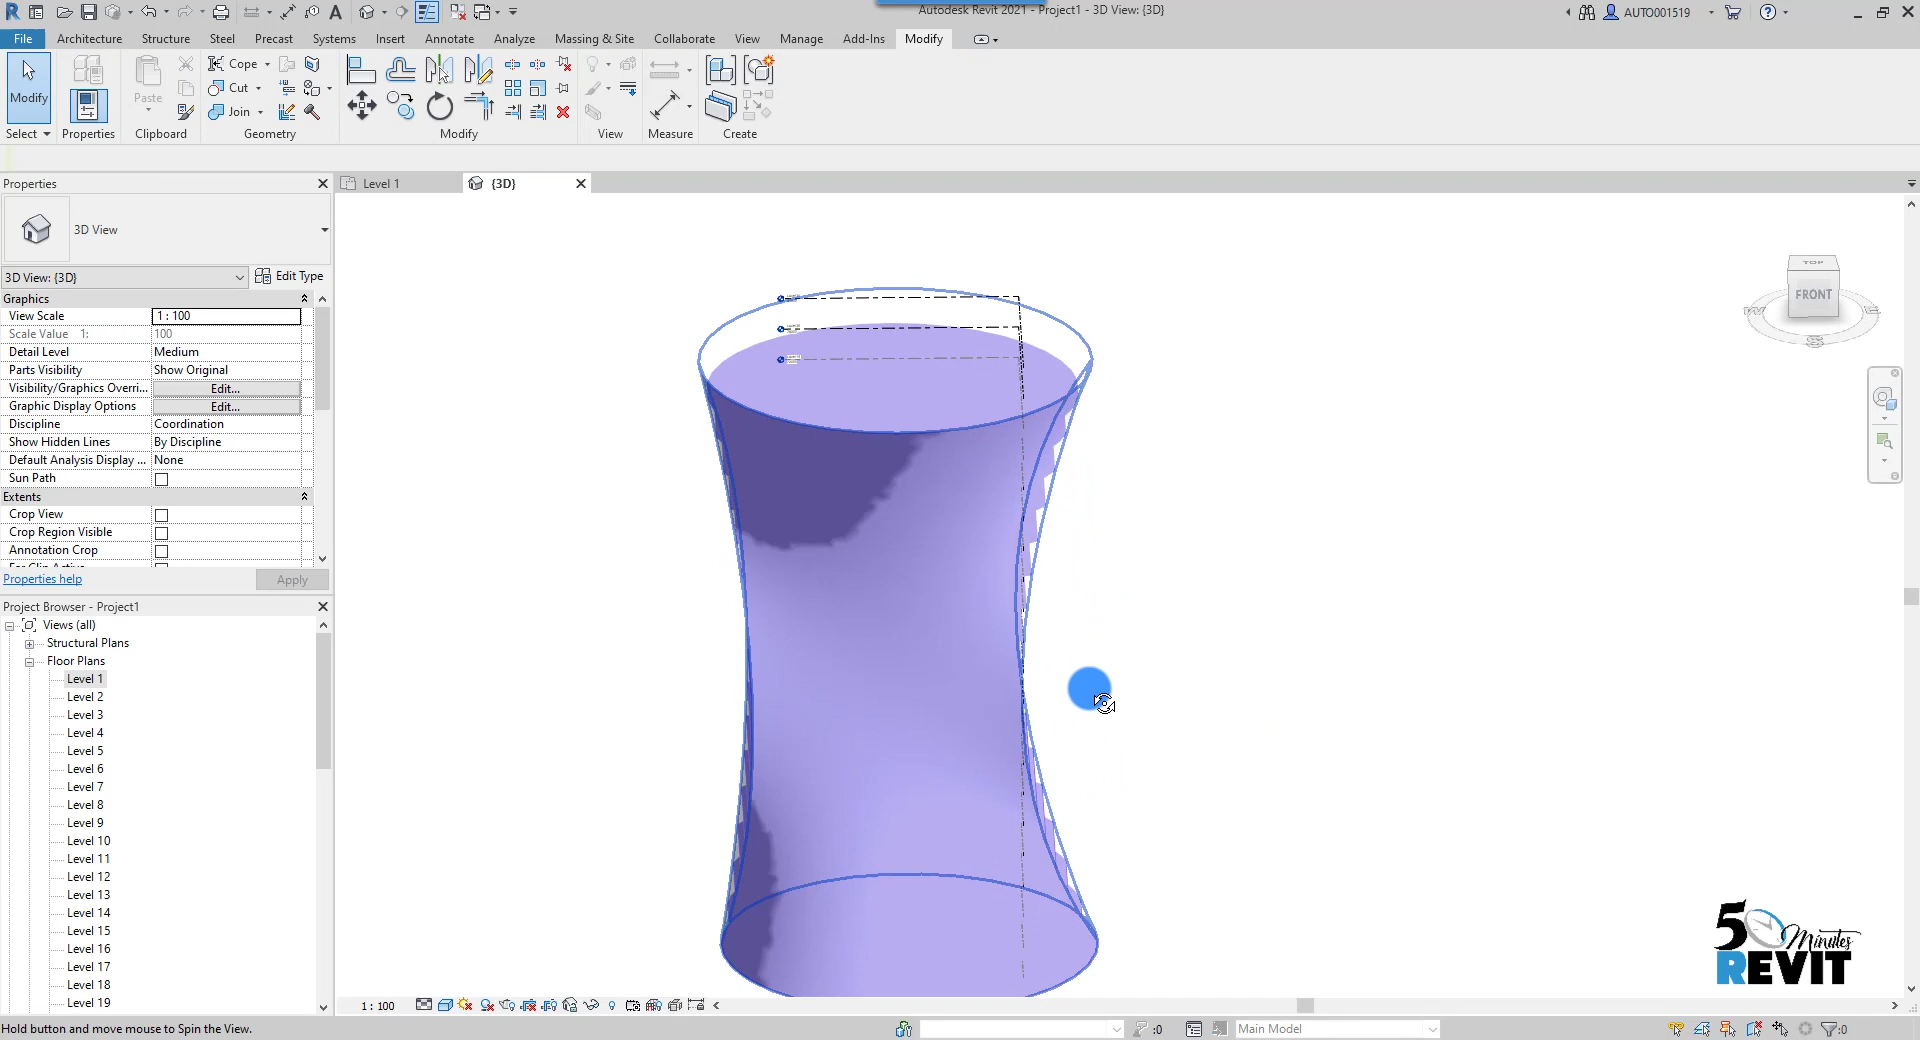 Autodesk Revit 2021 - Project1 - 3D View: {3D}
AUTO001519
File Architecture Structure Steel Precast Systems Insert Annotate Analyze Massing & Site Collaborate View Manage Add-Ins Modify
Modify
Paste
Cope
Cut
Join
Select Properties Clipboard Geometry Modify View Measure Create
Properties
Level 1
{3D}
3D View
3D View: {3D}
Edit Type
Graphics
View Scale 1 : 100
Scale Value 1: 100
Detail Level Medium
Parts Visibility Show Original
Visibility/Graphics Overri... Edit...
Graphic Display Options Edit...
Discipline Coordination
Show Hidden Lines By Discipline
Default Analysis Display ... None
Sun Path
Extents
Crop View
Crop Region Visible
Annotation Crop
Properties help
Apply
Project Browser - Project1
Views (all)
Structural Plans
Floor Plans
Level 1
Level 2
Level 3
Level 4
Level 5
Level 6
Level 7
Level 8
Level 9
Level 10
Level 11
Level 12
Level 13
Level 14
Level 15
Level 16
Level 17
Level 18
Level 19
TOP
FRONT
W
E
S
50 Minutes
REVIT
1 : 100
Hold button and move mouse to Spin the View.
:0
Main Model
:0